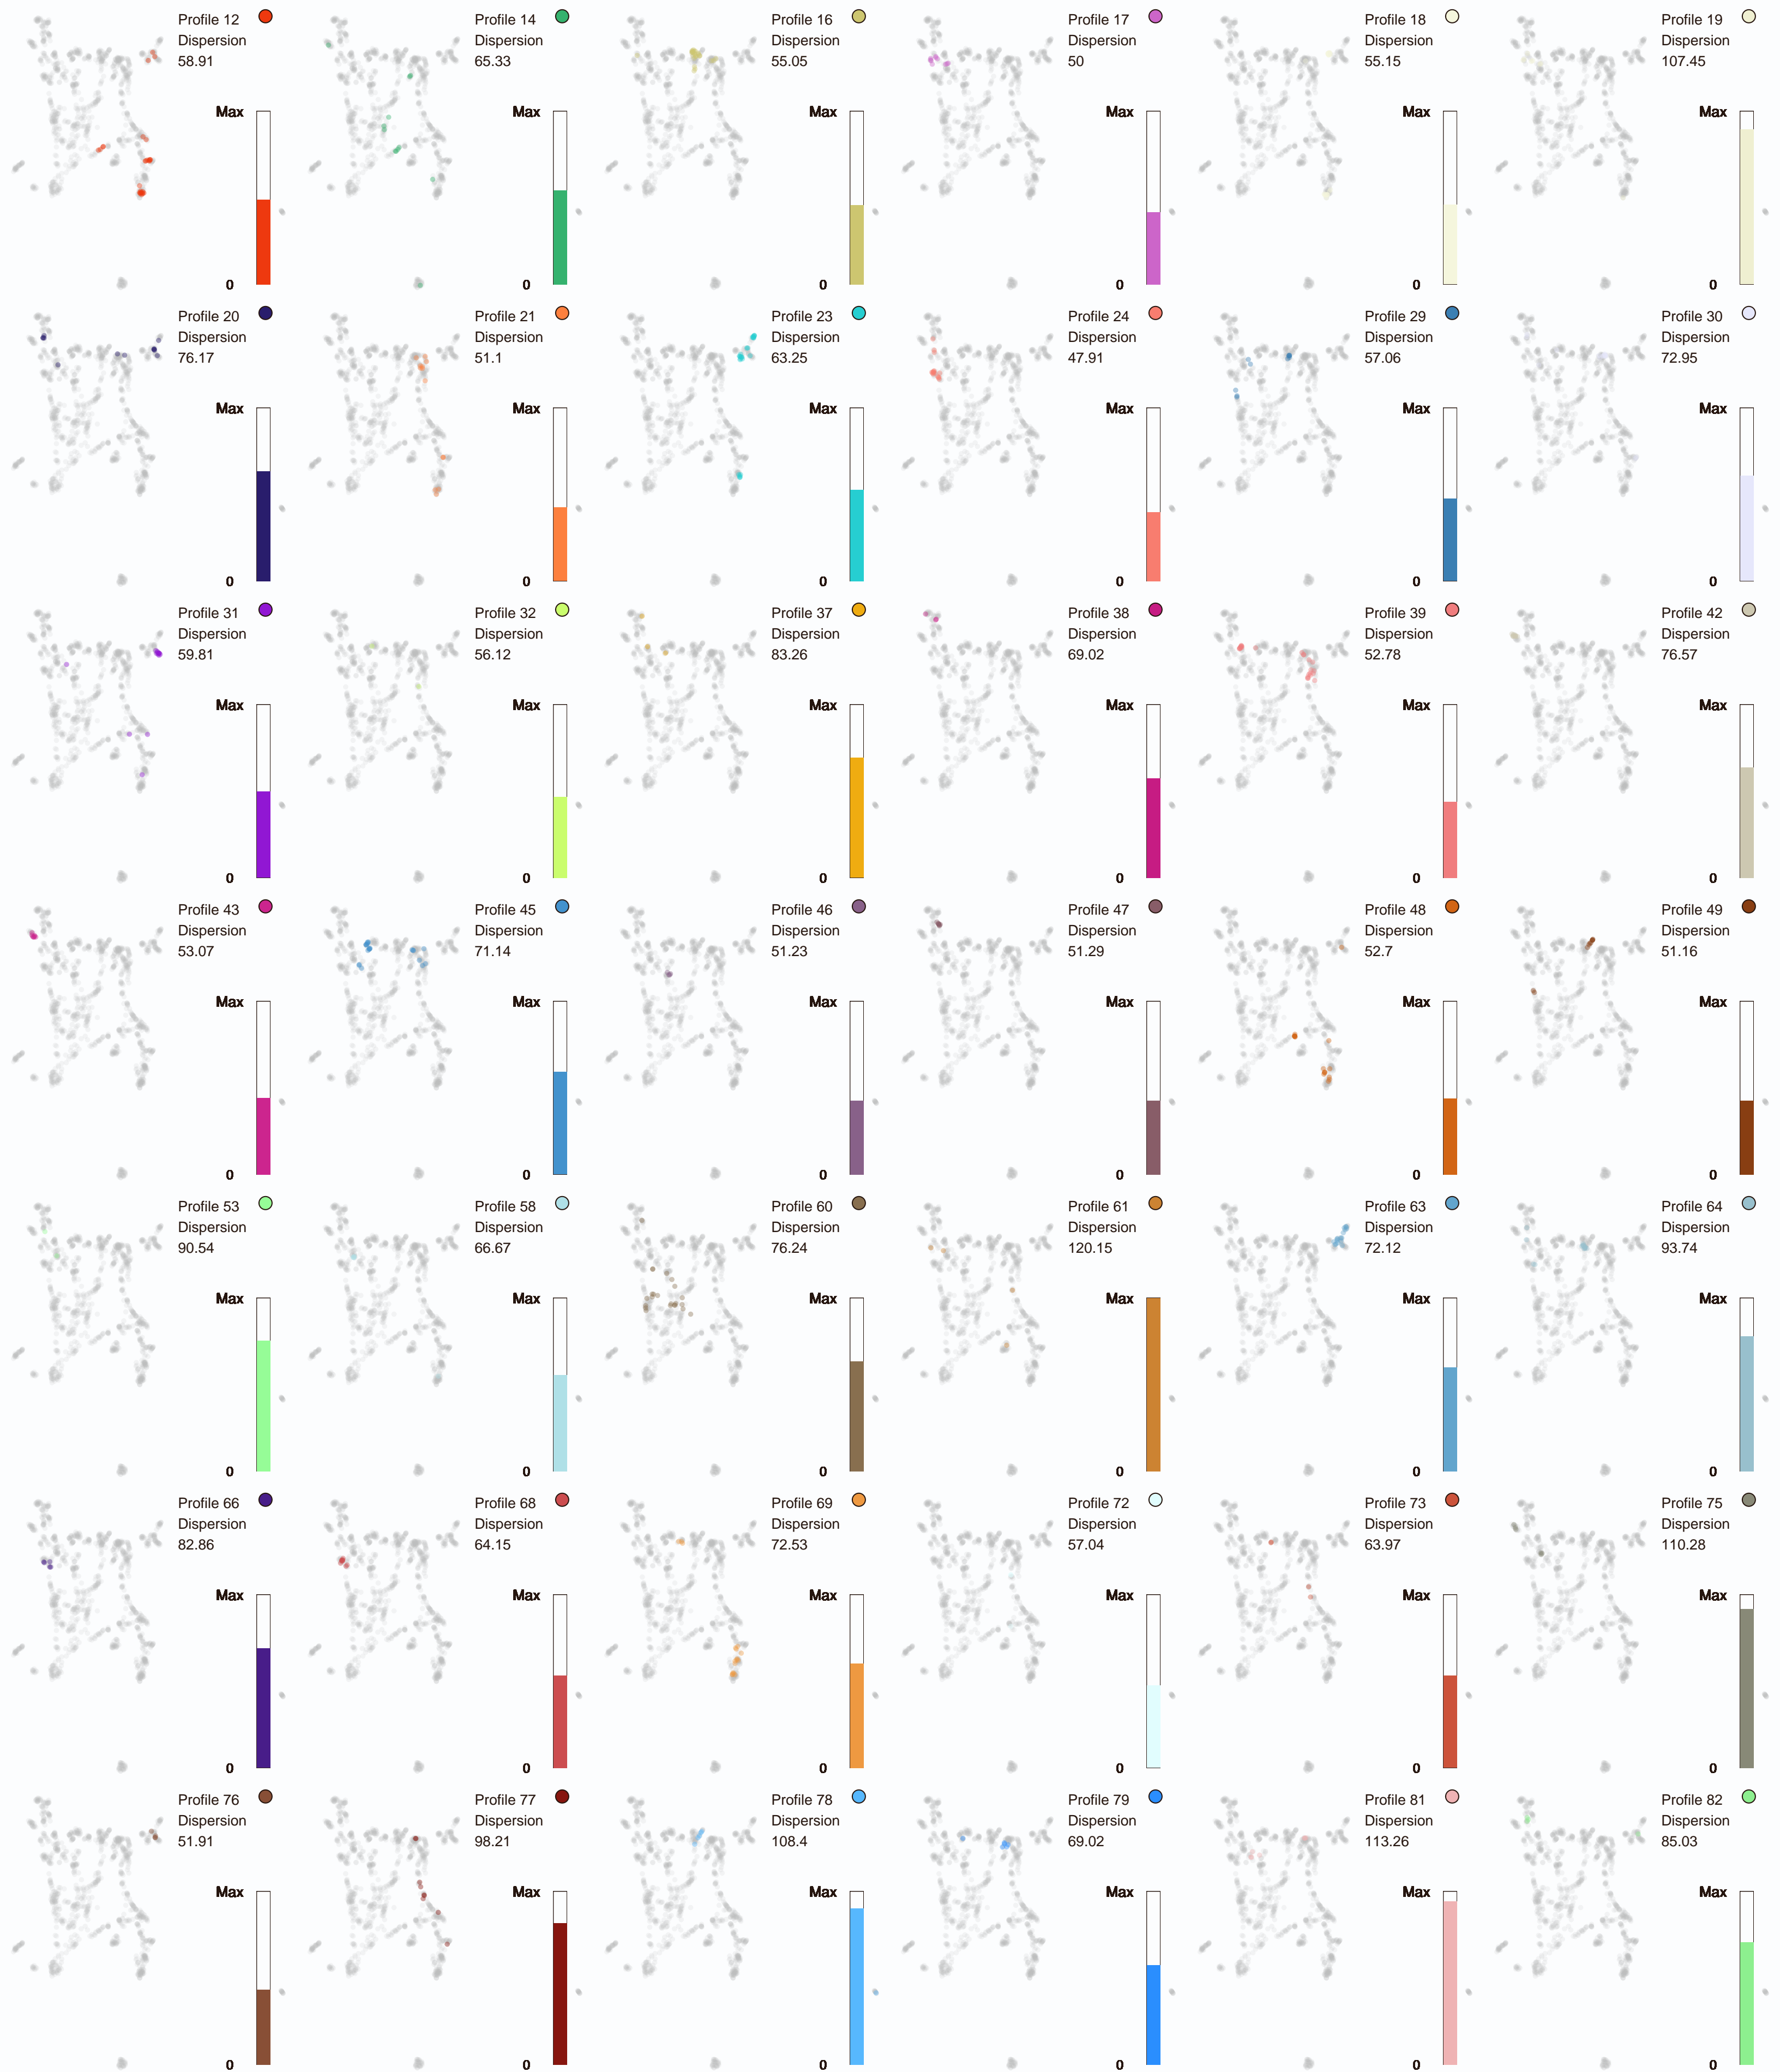 Profile 12
Dispersion
58.91
Max
0
Profile 14
Dispersion
65.33
Max
0
Profile 16
Dispersion
55.05
Max
0
Profile 17
Dispersion
50
Max
0
Profile 18
Dispersion
55.15
Max
0
Profile 19
Dispersion
107.45
Max
0
Profile 20
Dispersion
76.17
Max
0
Profile 21
Dispersion
51.1
Max
0
Profile 23
Dispersion
63.25
Max
0
Profile 24
Dispersion
47.91
Max
0
Profile 29
Dispersion
57.06
Max
0
Profile 30
Dispersion
72.95
Max
0
Profile 31
Dispersion
59.81
Max
0
Profile 32
Dispersion
56.12
Max
0
Profile 37
Dispersion
83.26
Max
0
Profile 38
Dispersion
69.02
Max
0
Profile 39
Dispersion
52.78
Max
0
Profile 42
Dispersion
76.57
Max
0
Profile 43
Dispersion
53.07
Max
0
Profile 45
Dispersion
71.14
Max
0
Profile 46
Dispersion
51.23
Max
0
Profile 47
Dispersion
51.29
Max
0
Profile 48
Dispersion
52.7
Max
0
Profile 49
Dispersion
51.16
Max
0
Profile 53
Dispersion
90.54
Max
0
Profile 58
Dispersion
66.67
Max
0
Profile 60
Dispersion
76.24
Max
0
Profile 61
Dispersion
120.15
Max
0
Profile 63
Dispersion
72.12
Max
0
Profile 64
Dispersion
93.74
Max
0
Profile 66
Dispersion
82.86
Max
0
Profile 68
Dispersion
64.15
Max
0
Profile 69
Dispersion
72.53
Max
0
Profile 72
Dispersion
57.04
Max
0
Profile 73
Dispersion
63.97
Max
0
Profile 75
Dispersion
110.28
Max
0
Profile 76
Dispersion
51.91
Max
0
Profile 77
Dispersion
98.21
Max
0
Profile 78
Dispersion
108.4
Max
0
Profile 79
Dispersion
69.02
Max
0
Profile 81
Dispersion
113.26
Max
0
Profile 82
Dispersion
85.03
Max
0